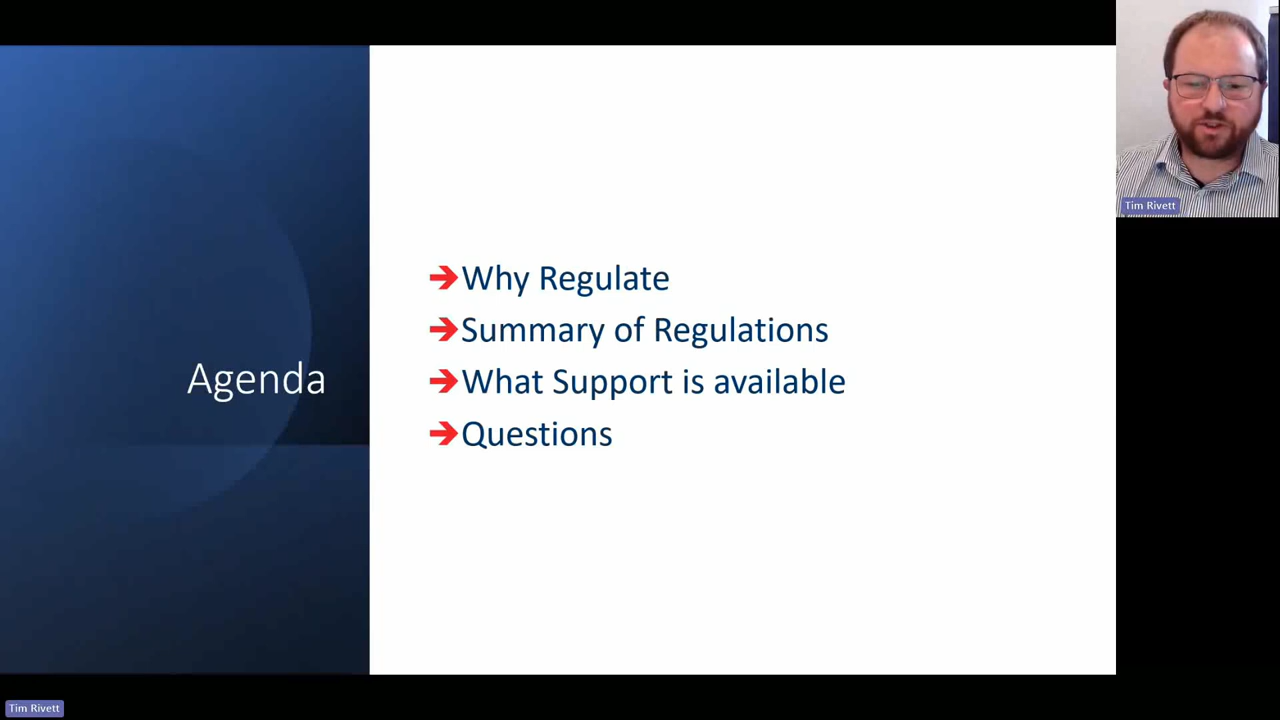 Agenda
Why Regulate
Summary of Regulations
What Support is available
Questions
Tim Rivett
Tim Rivett